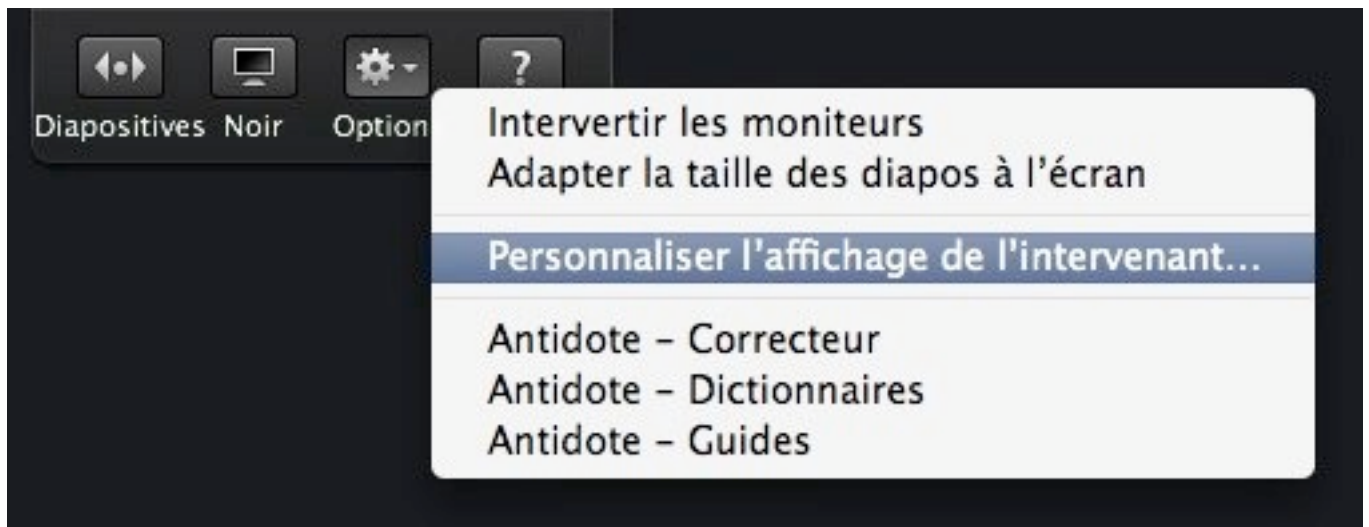 ?
Diapositives Noir Option
Intervertir les moniteurs
Adapter la taille des diapos à l’écran
Personnaliser l’affichage de l’intervenant...
Antidote – Correcteur
Antidote – Dictionnaires
Antidote – Guides